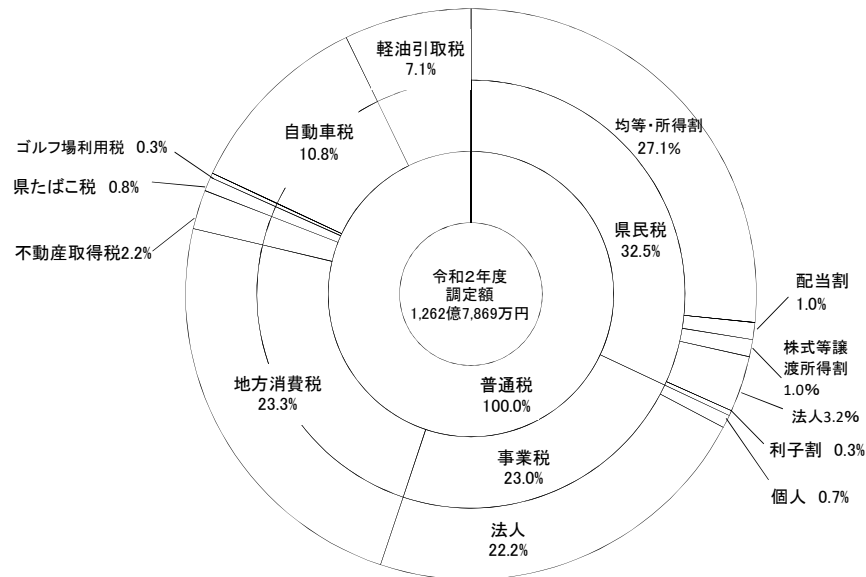 軽油引取税
7.1%
均等・所得割
27.1%
自動車税
10.8%
ゴルフ場利用税 0.3%
県たばこ税 0.8%
不動産取得税2.2%
県民税
32.5%
令和2年度
調定額
1,262億7,869万円
配当割
1.0%
株式等譲
渡所得割
1.0%
法人3.2%
利子割 0.3%
個人 0.7%
地方消費税
23.3%
普通税
100.0%
事業税
23.0%
法人
22.2%